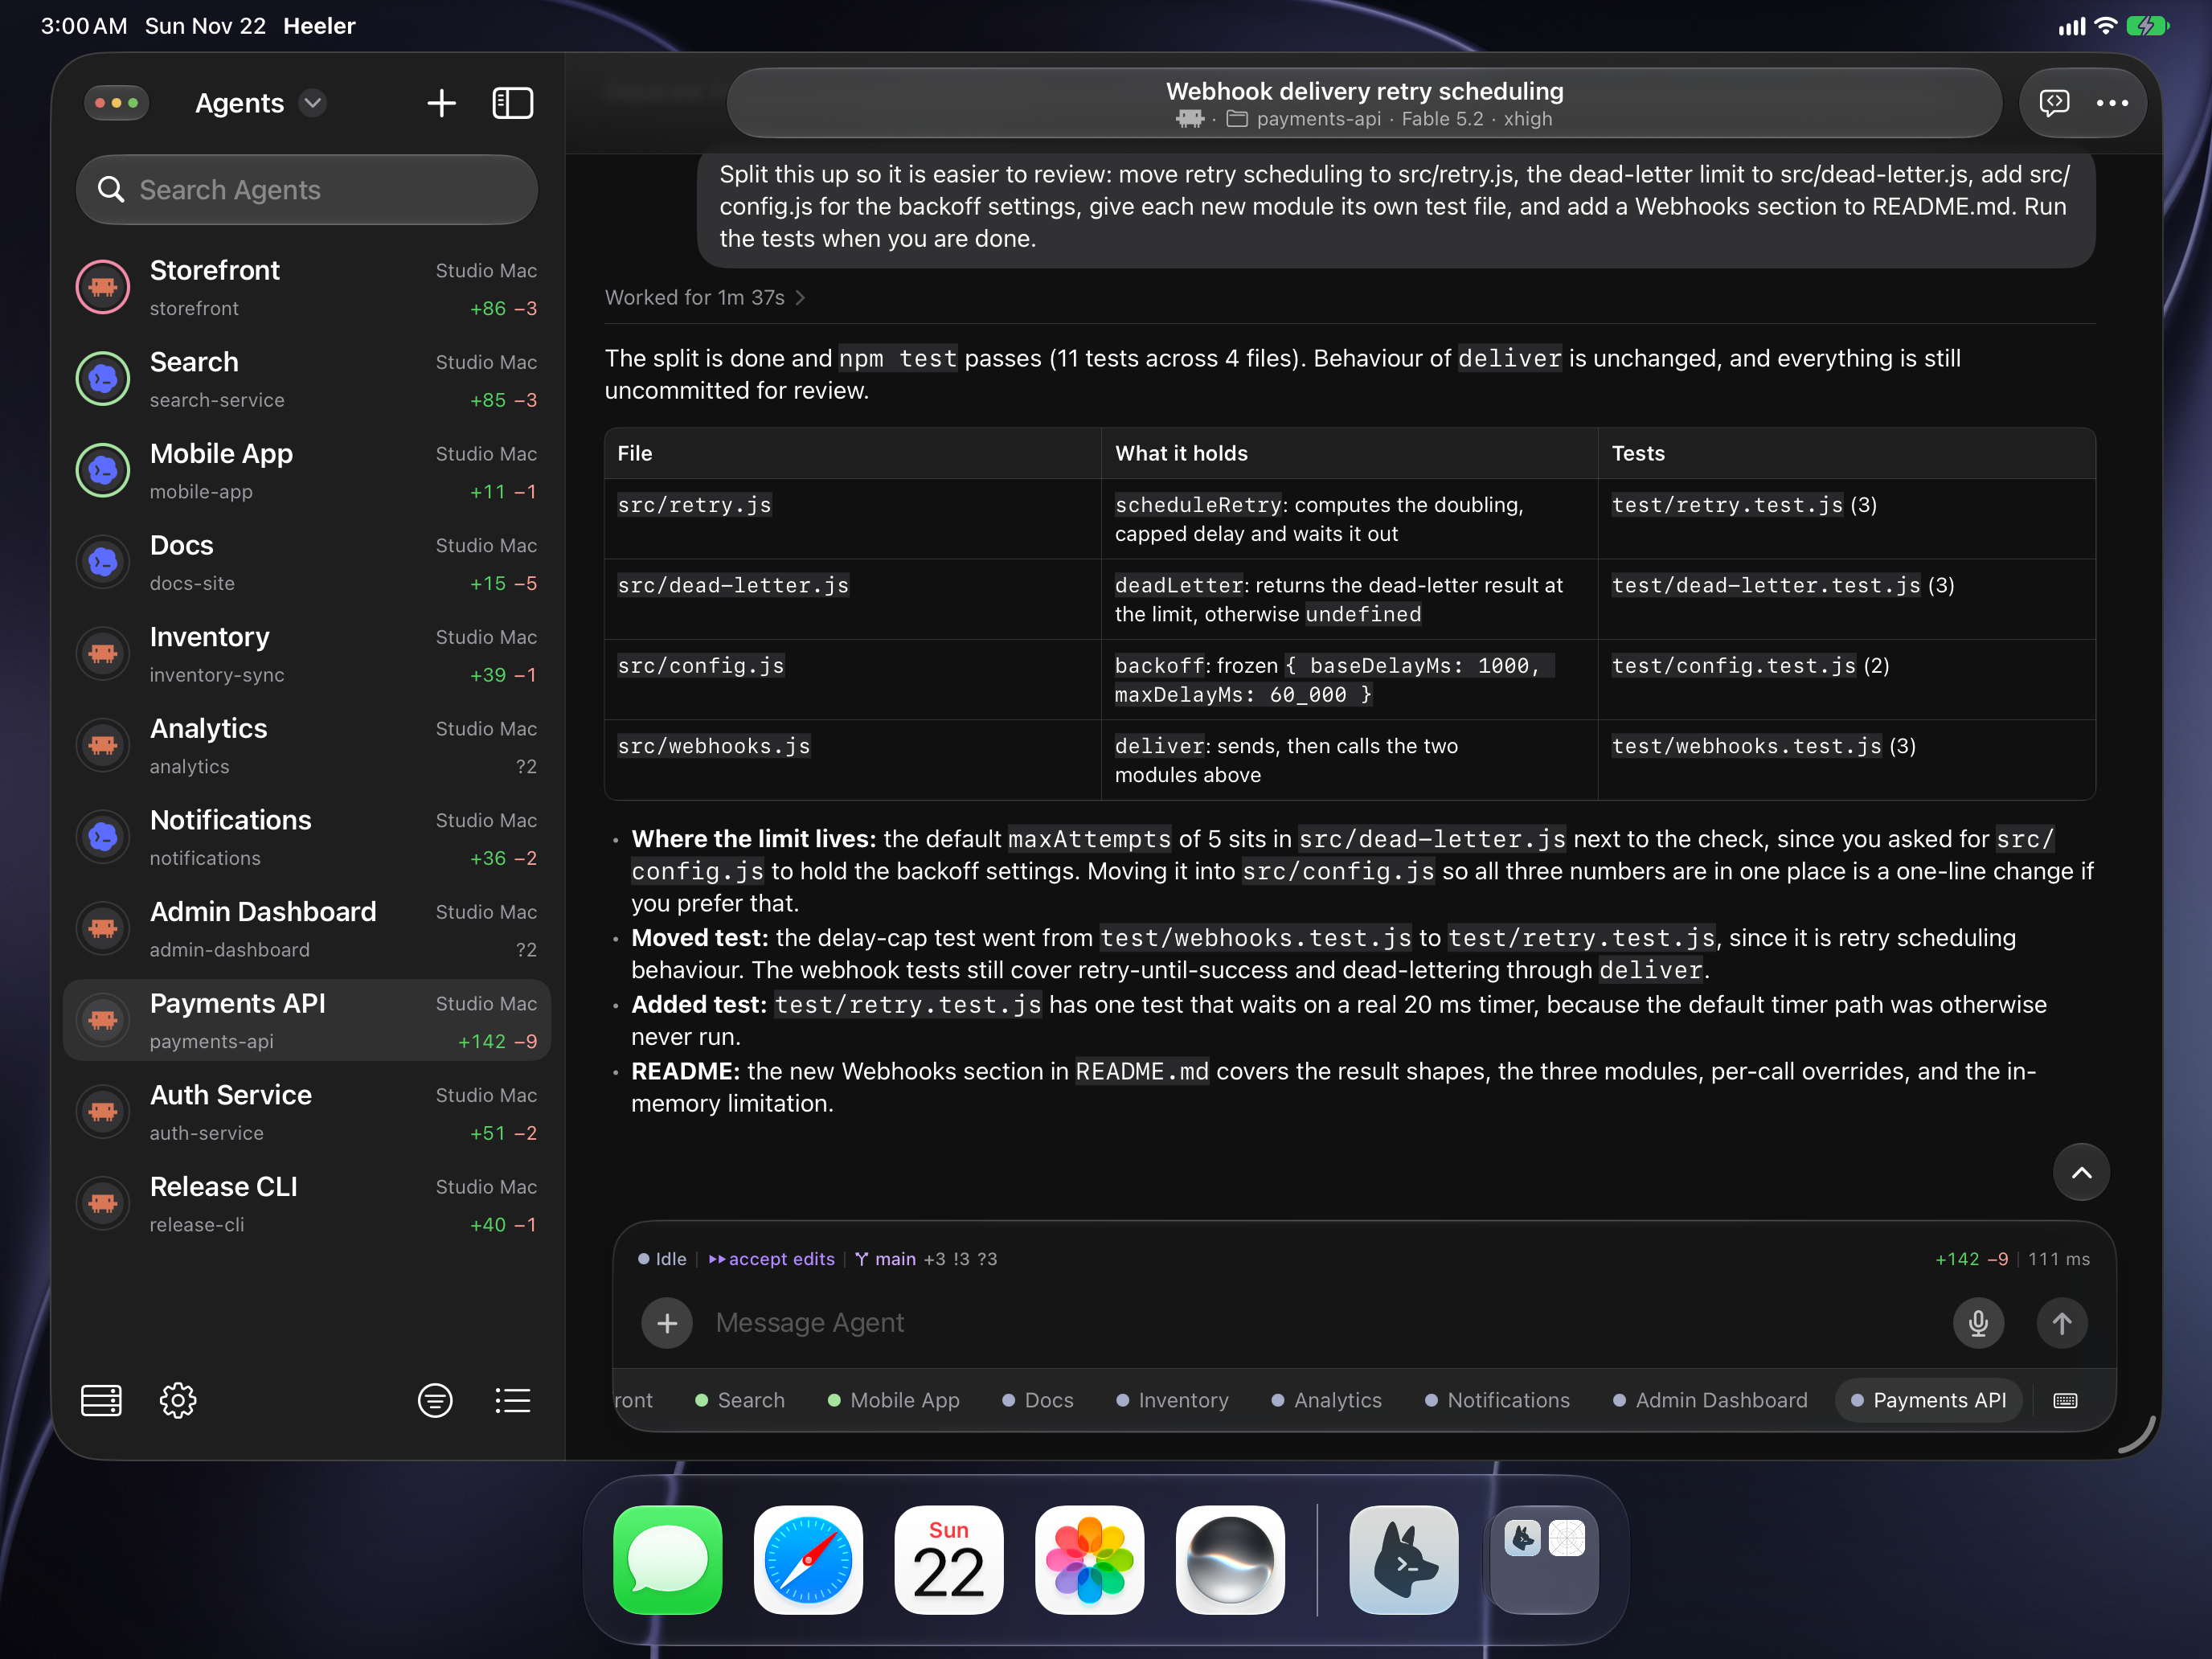 3:00 AM Sun Nov 22 Heeler
Agents
Search Agents
Storefront Studio Mac
storefront +86 −3
Search Studio Mac
search-service +85 −3
Mobile App Studio Mac
mobile-app +11 −1
Docs Studio Mac
docs-site +15 −5
Inventory Studio Mac
inventory-sync +39 −1
Analytics Studio Mac
analytics ?2
Notifications Studio Mac
notifications +36 −2
Admin Dashboard Studio Mac
admin-dashboard ?2
Payments API Studio Mac
payments-api +142 −9
Auth Service Studio Mac
auth-service +51 −2
Release CLI Studio Mac
release-cli +40 −1
Webhook delivery retry scheduling
· payments-api · Fable 5.2 · xhigh
Split this up so it is easier to review: move retry scheduling to src/retry.js, the dead-letter limit to src/dead-letter.js, add src/
config.js for the backoff settings, give each new module its own test file, and add a Webhooks section to README.md. Run
the tests when you are done.
Worked for 1m 37s
The split is done and npm test passes (11 tests across 4 files). Behaviour of deliver is unchanged, and everything is still
uncommitted for review.
File What it holds Tests
src/retry.js scheduleRetry: computes the doubling, test/retry.test.js (3)
capped delay and waits it out
src/dead-letter.js deadLetter: returns the dead-letter result at test/dead-letter.test.js (3)
the limit, otherwise undefined
src/config.js backoff: frozen { baseDelayMs: 1000, test/config.test.js (2)
maxDelayMs: 60_000 }
src/webhooks.js deliver: sends, then calls the two test/webhooks.test.js (3)
modules above
• Where the limit lives: the default maxAttempts of 5 sits in src/dead-letter.js next to the check, since you asked for src/
config.js to hold the backoff settings. Moving it into src/config.js so all three numbers are in one place is a one-line change if
you prefer that.
• Moved test: the delay-cap test went from test/webhooks.test.js to test/retry.test.js, since it is retry scheduling
behaviour. The webhook tests still cover retry-until-success and dead-lettering through deliver.
• Added test: test/retry.test.js has one test that waits on a real 20 ms timer, because the default timer path was otherwise
never run.
• README: the new Webhooks section in README.md covers the result shapes, the three modules, per-call overrides, and the in-
memory limitation.
Idle accept edits main +3 !3 ?3 +142 −9 111 ms
Message Agent
ront Search Mobile App Docs Inventory Analytics Notifications Admin Dashboard Payments API
Sun
22